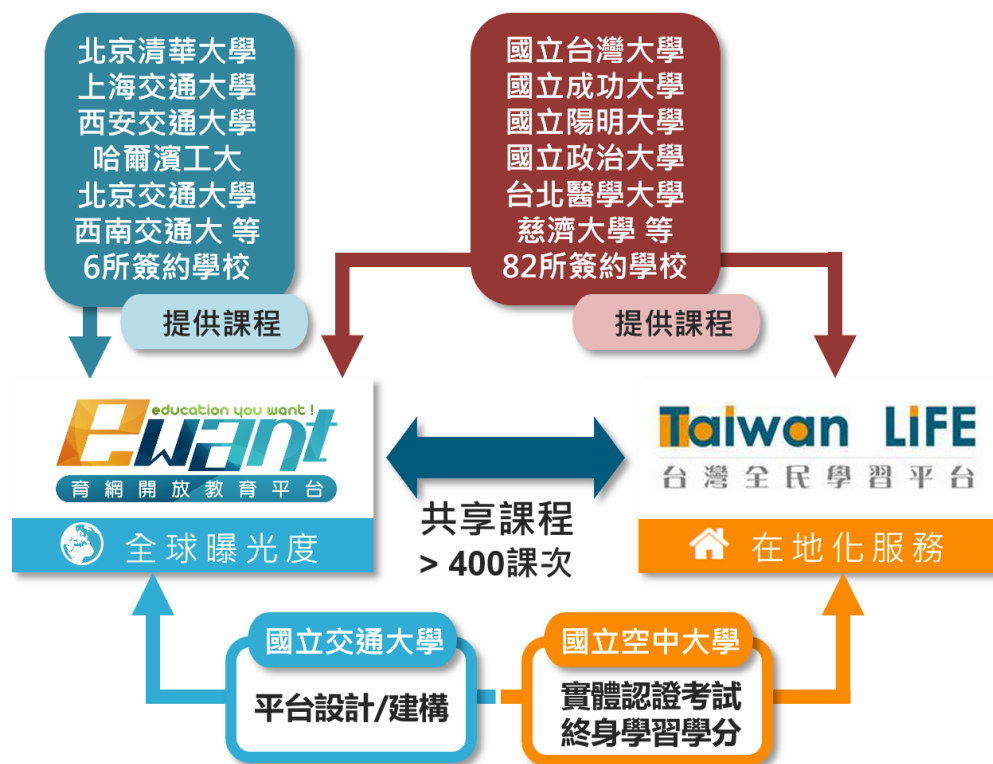 北京清華大學
上海交通大學
西安交通大學
哈爾濱工大
北京交通大學
西南交通大 等
6所簽約學校
提供課程
國立台灣大學
國立成功大學
國立陽明大學
國立政治大學
台北醫學大學
慈濟大學 等
82所簽約學校
提供課程
education you want !
ewant
育網開放教育平台
全球曝光度
共享課程
> 400課次
Taiwan LiFE
台灣全民學習平台
在地化服務
國立交通大學
平台設計/建構
國立空中大學
實體認證考試
終身學習學分